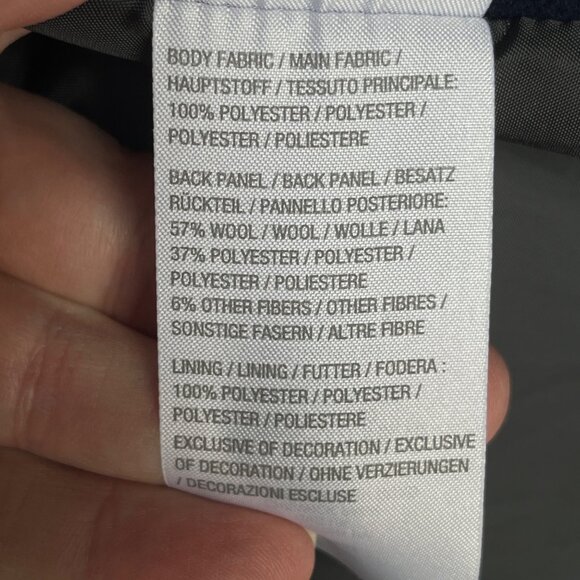 BODY FABRIC / MAIN FABRIC /
HAUPTSTOFF / TESSUTO PRINCIPALE:
100% POLYESTER / POLYESTER /
POLYESTER / POLIESTERE
BACK PANEL / BACK PANEL / BESATZ
RÜCKTEIL / PANNELLO POSTERIORE:
57% WOOL / WOOL / WOLLE / LANA
37% POLYESTER / POLYESTER /
POLYESTER / POLIESTERE
6% OTHER FIBERS / OTHER FIBRES /
SONSTIGE FASERN / ALTRE FIBRE
LINING / LINING / FUTTER / FODERA :
100% POLYESTER / POLYESTER /
POLYESTER / POLIESTERE
EXCLUSIVE OF DECORATION / EXCLUSIVE
OF DECORATION / OHNE VERZIERUNGEN
/ DECORAZIONI ESCLUSE